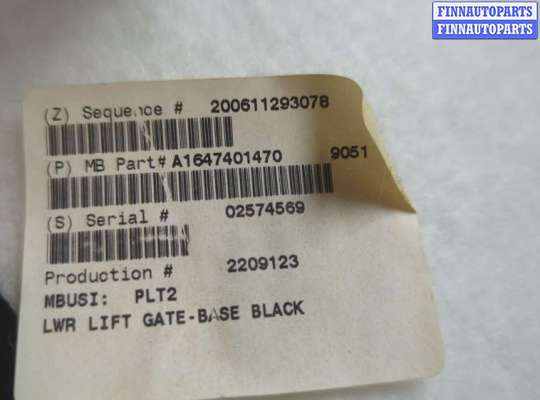 FINNAUTOPARTS
FINNAUTOPARTS
(Z) Sequence # 200611293078
(P) MB Part# A1647401470 9051
(S) Serial # 02574569
Production # 2209123
MBUSI: PLT2
LWR LIFT GATE-BASE BLACK